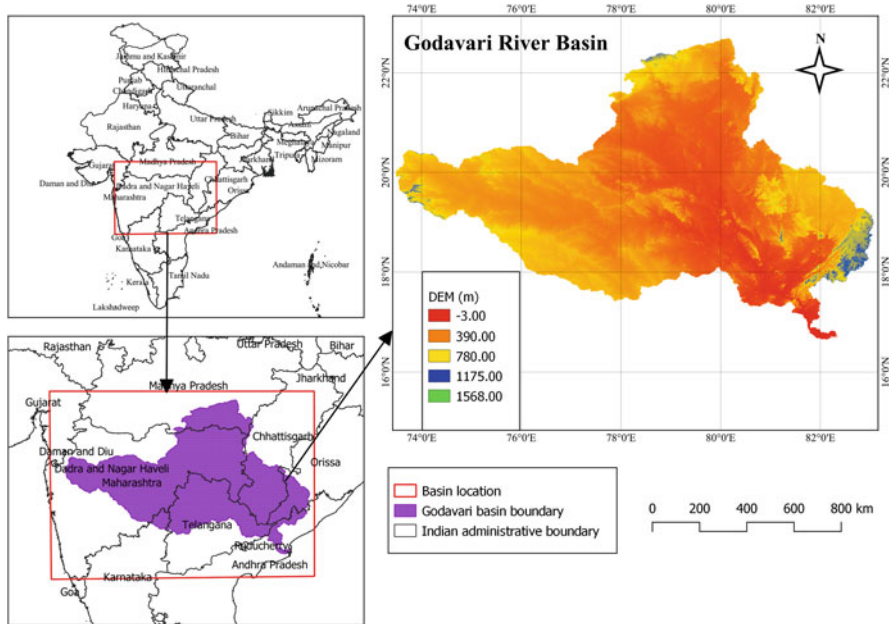 Jammu and Kashmir
Himachal Pradesh
Punjab
Chandigarh
Uttaranchal
Haryana
Rajasthan
Uttar Pradesh
Bihar
Sikkim
Arunachal Pradesh
Assam
Nagaland
Meghalaya
Manipur
Tripura
Mizoram
Jharkhand
Gujarat
Madhya Pradesh
Daman and Diu
Dadra and Nagar Haveli
Chhattisgarh
Orissa
Maharashtra
Telangana
Andhra Pradesh
Goa
Karnataka
Andaman and Nicobar
Tamil Nadu
Kerala
Lakshadweep
74°0'E 76°0'E 78°0'E 80°0'E 82°0'E
Godavari River Basin
N
22°0'N
20°0'N
18°0'N
16°0'N
22°0'N
20°0'N
18°0'N
16°0'N
DEM (m)
-3.00
390.00
780.00
1175.00
1568.00
74°0'E 76°0'E 78°0'E 80°0'E 82°0'E
Rajasthan
Uttar Pradesh
Bihar
Jharkhand
Madhya Pradesh
Gujarat
Chhattisgarh
Daman and Diu
Orissa
Dadra and Nagar Haveli
Maharashtra
Telangana
Puducherry
Andhra Pradesh
Karnataka
Goa
Basin location
Godavari basin boundary
Indian administrative boundary
0 200 400 600 800 km